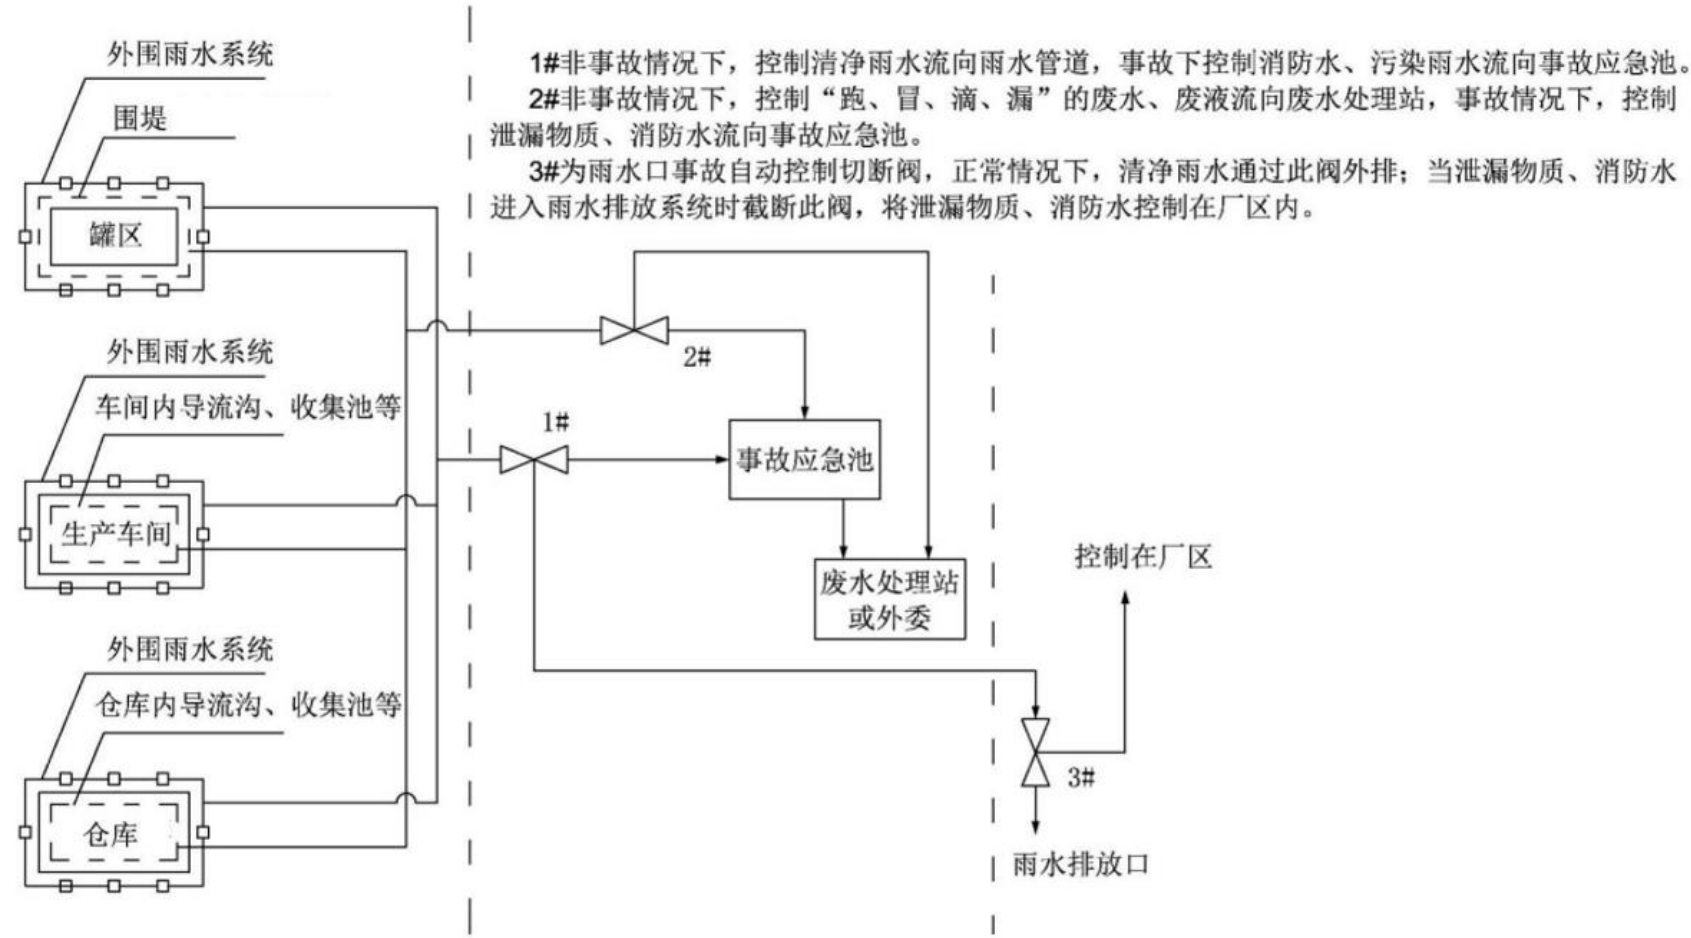 外围雨水系统
围堤
罐区
1#非事故情况下，控制清净雨水流向雨水管道，事故下控制消防水、污染雨水流向事故应急池。
2#非事故情况下，控制“跑、冒、滴、漏”的废水、废液流向废水处理站，事故情况下，控制
泄漏物质、消防水流向事故应急池。
3#为雨水口事故自动控制切断阀，正常情况下，清净雨水通过此阀外排；当泄漏物质、消防水
进入雨水排放系统时截断此阀，将泄漏物质、消防水控制在厂区内。
外围雨水系统
车间内导流沟、收集池等
生产车间
外围雨水系统
仓库内导流沟、收集池等
仓库
2#
1#
事故应急池
废水处理站
或外委
控制在厂区
3#
雨水排放口